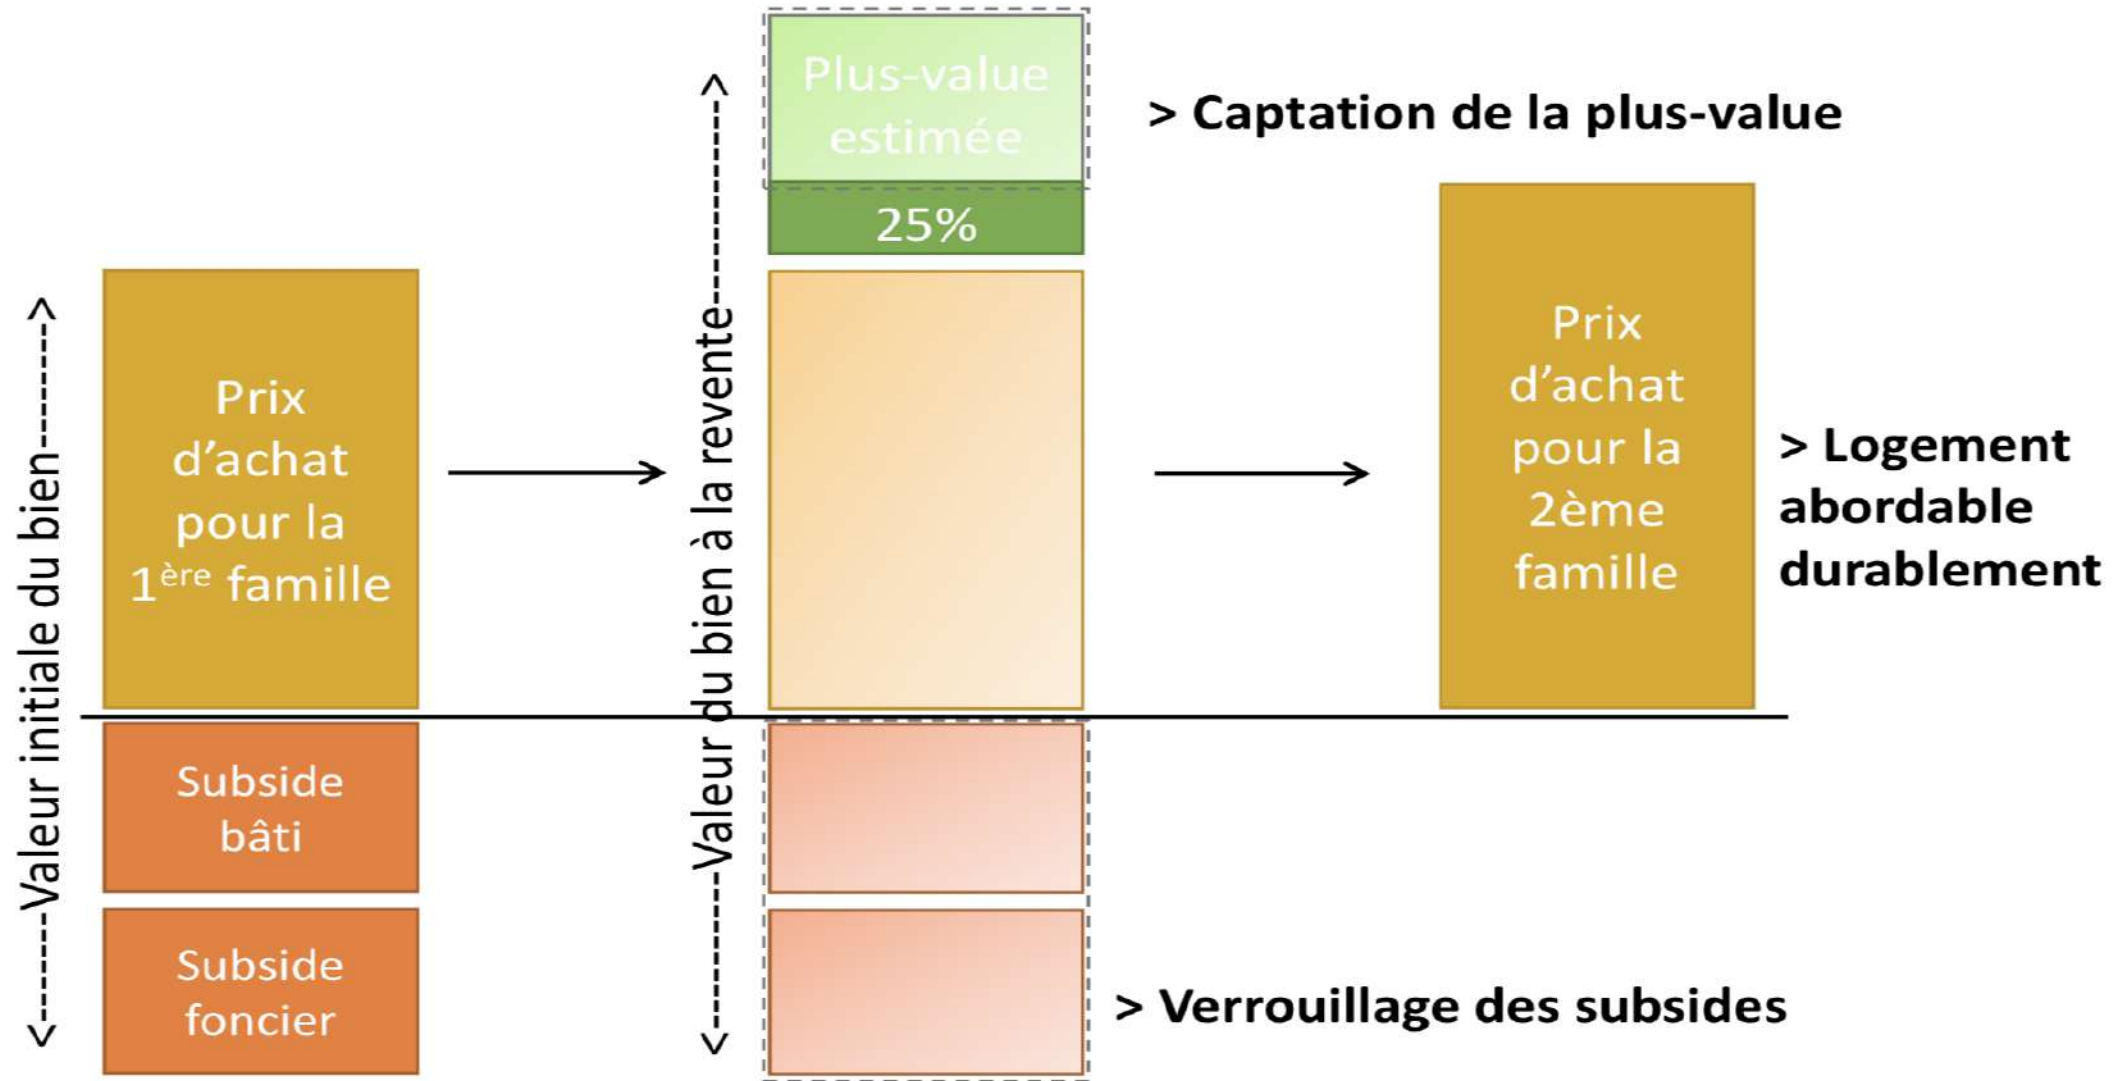 <-------Valeur initiale du bien------->
Prix
d’achat
pour la
1ère famille
Subside
bâti
Subside
foncier
<-------Valeur du bien à la revente------->
Plus-value
estimée
25%
> Captation de la plus-value
Prix
d’achat
pour la
2ème
famille
> Logement
abordable
durablement
> Verrouillage des subsides